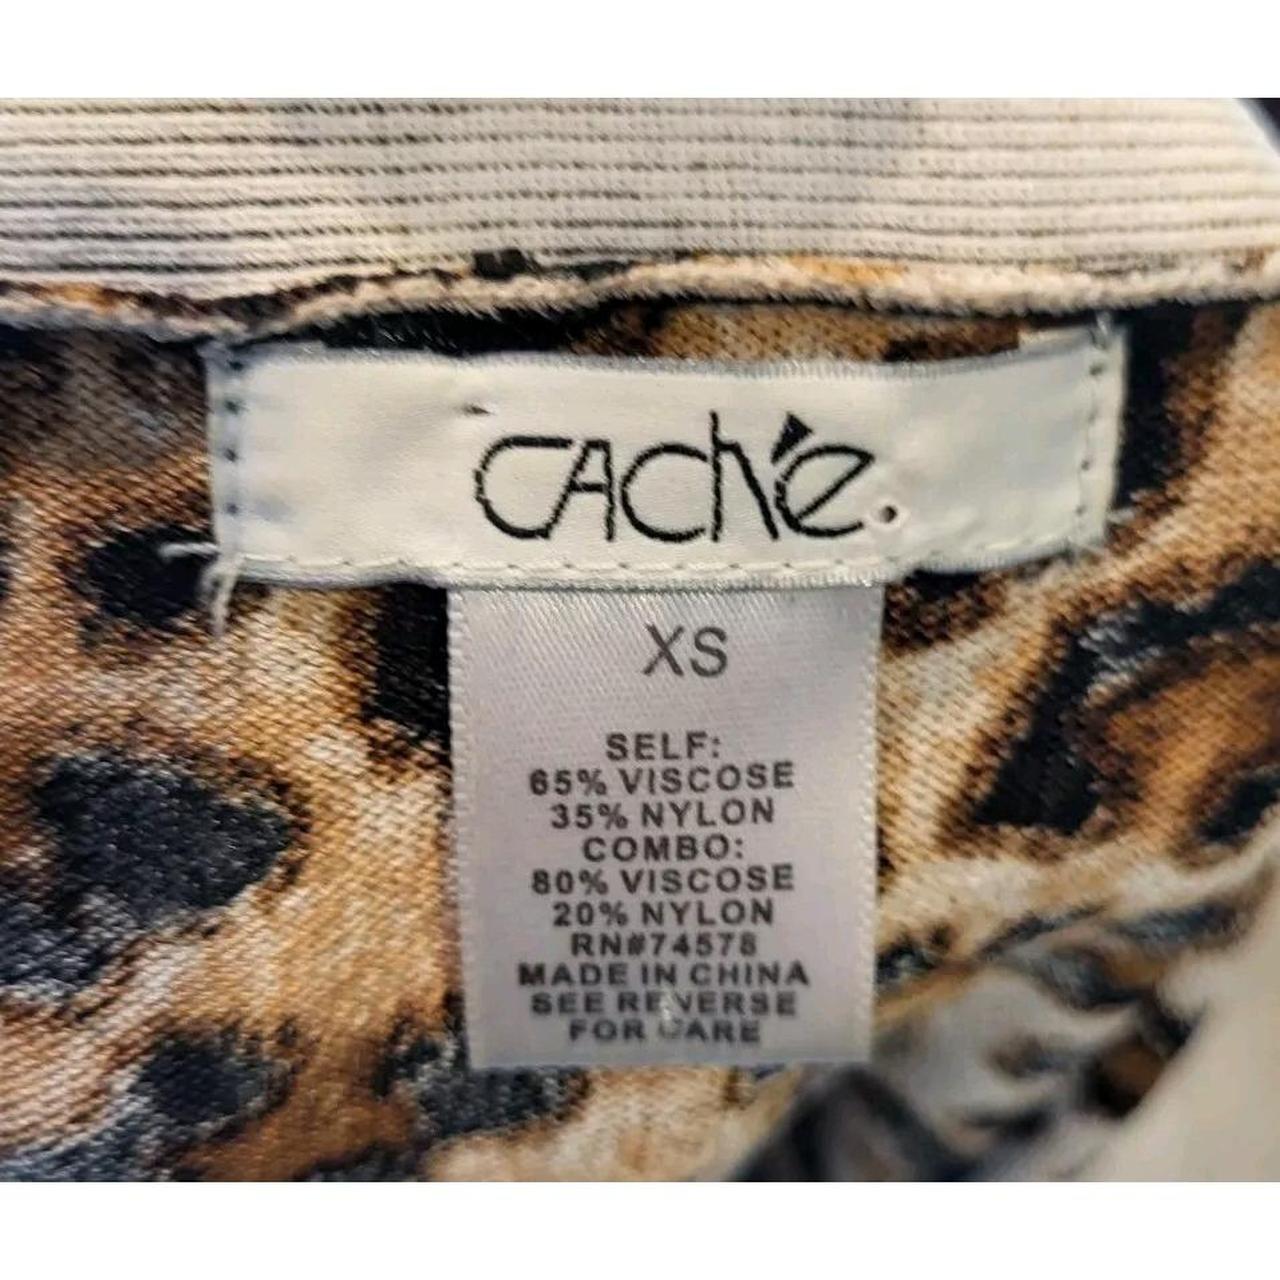 CACHÉ.
XS
SELF:
65% VISCOSE
35% NYLON
COMBO:
80% VISCOSE
20% NYLON
RN#74578
MADE IN CHINA
SEE REVERSE
FOR CARE